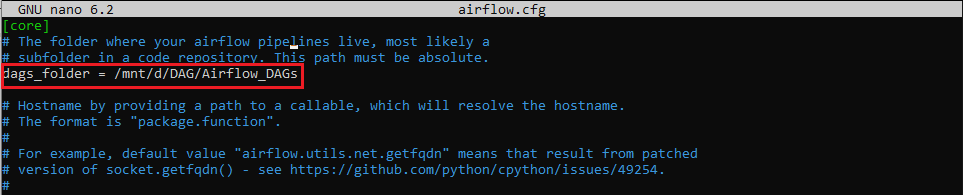 GNU nano 6.2 airflow.cfg
[core]
# The folder where your airflow pipelines live, most likely a
# subfolder in a code repository. This path must be absolute.
dags_folder = /mnt/d/DAG/Airflow_DAGs
# Hostname by providing a path to a callable, which will resolve the hostname.
# The format is "package.function".
#
# For example, default value "airflow.utils.net.getfqdn" means that result from patched
# version of socket.getfqdn() - see https://github.com/python/cpython/issues/49254.
#